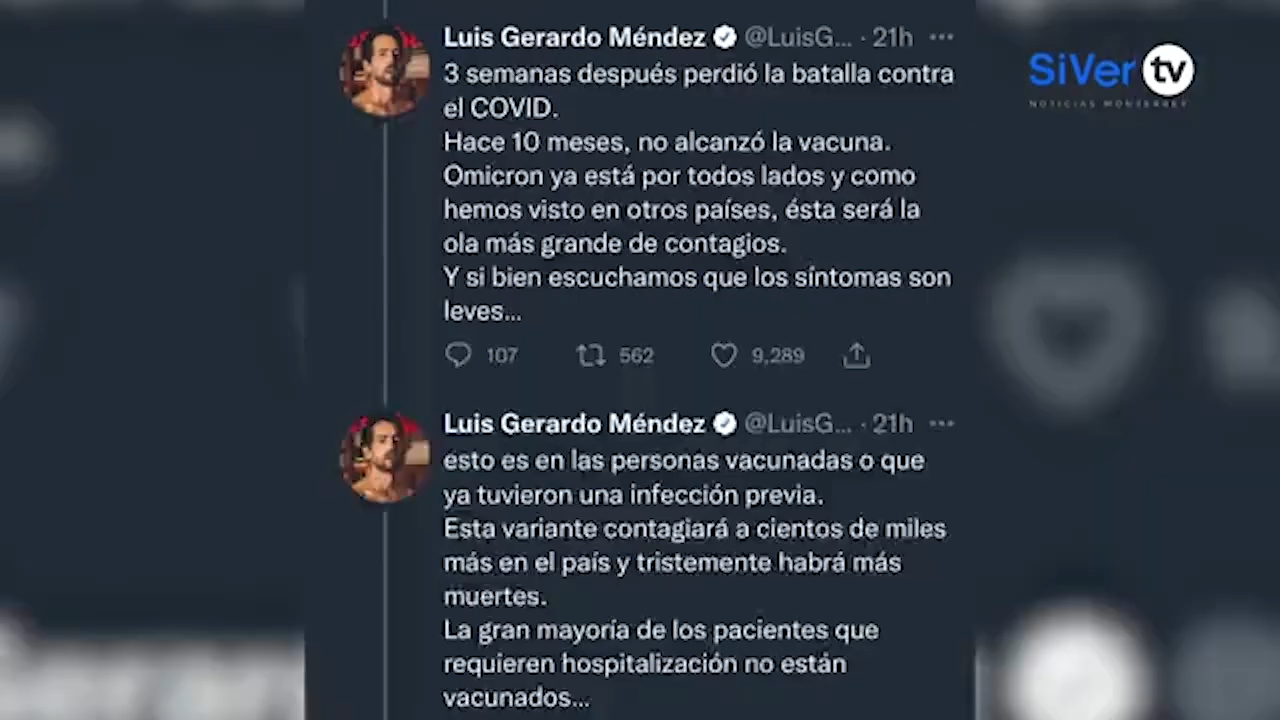 Luis Gerardo Méndez @LuisG... · 21h
3 semanas después perdió la batalla contra
el COVID.
Hace 10 meses, no alcanzó la vacuna.
Omicron ya está por todos lados y como
hemos visto en otros países, ésta será la
ola más grande de contagios.
Y si bien escuchamos que los síntomas son
leves...
107 562 9,289
Luis Gerardo Méndez @LuisG... · 21h
esto es en las personas vacunadas o que
ya tuvieron una infección previa.
Esta variante contagiará a cientos de miles
más en el país y tristemente habrá más
muertes.
La gran mayoría de los pacientes que
requieren hospitalización no están
vacunados...
SiVer tv
NOTICIAS MONTERREY